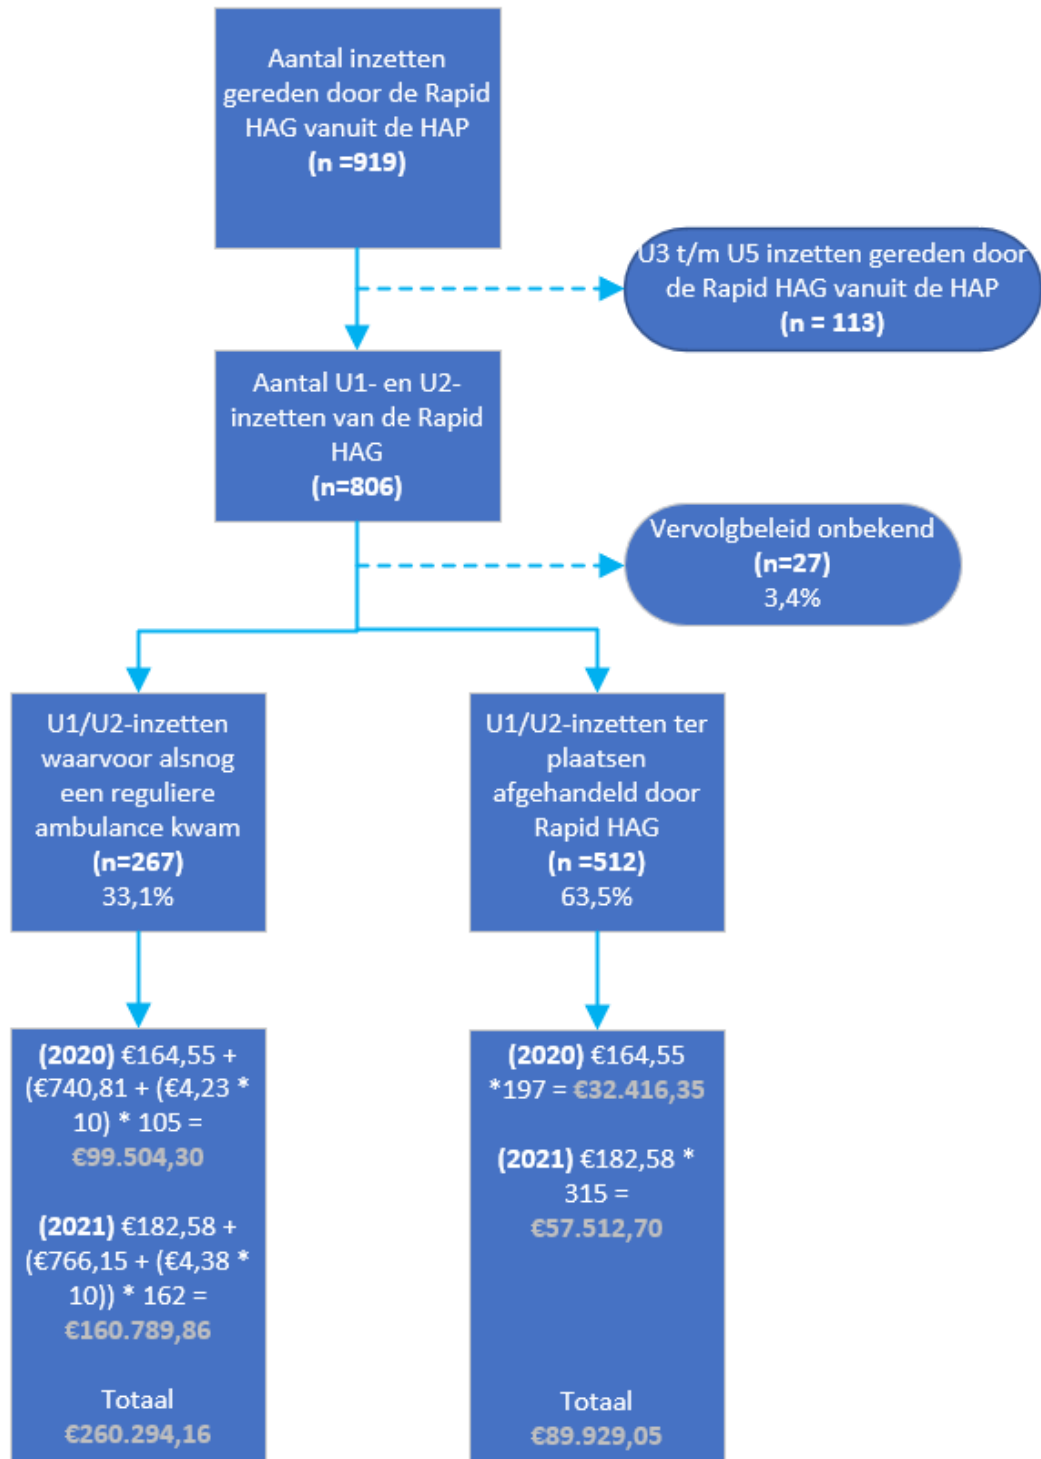 Aantal inzetten
gereden door de Rapid
HAG vanuit de HAP
(n =919)
U3 t/m U5 inzetten gereden door
de Rapid HAG vanuit de HAP
(n = 113)
Aantal U1- en U2-
inzetten van de Rapid
HAG
(n=806)
Vervolgbeleid onbekend
(n=27)
3,4%
U1/U2-inzetten
waarvoor alsnog
een reguliere
ambulance kwam
(n=267)
33,1%
U1/U2-inzetten ter
plaatsen
afgehandeld door
Rapid HAG
(n =512)
63,5%
(2020) €164,55 +
(€740,81 + (€4,23 *
10) * 105 =
€99.504,30
(2021) €182,58 +
(€766,15 + (€4,38 *
10)) * 162 =
€160.789,86
Totaal
€260.294,16
(2020) €164,55
*197 = €32.416,35
(2021) €182,58 *
315 =
€57.512,70
Totaal
€89.929,05